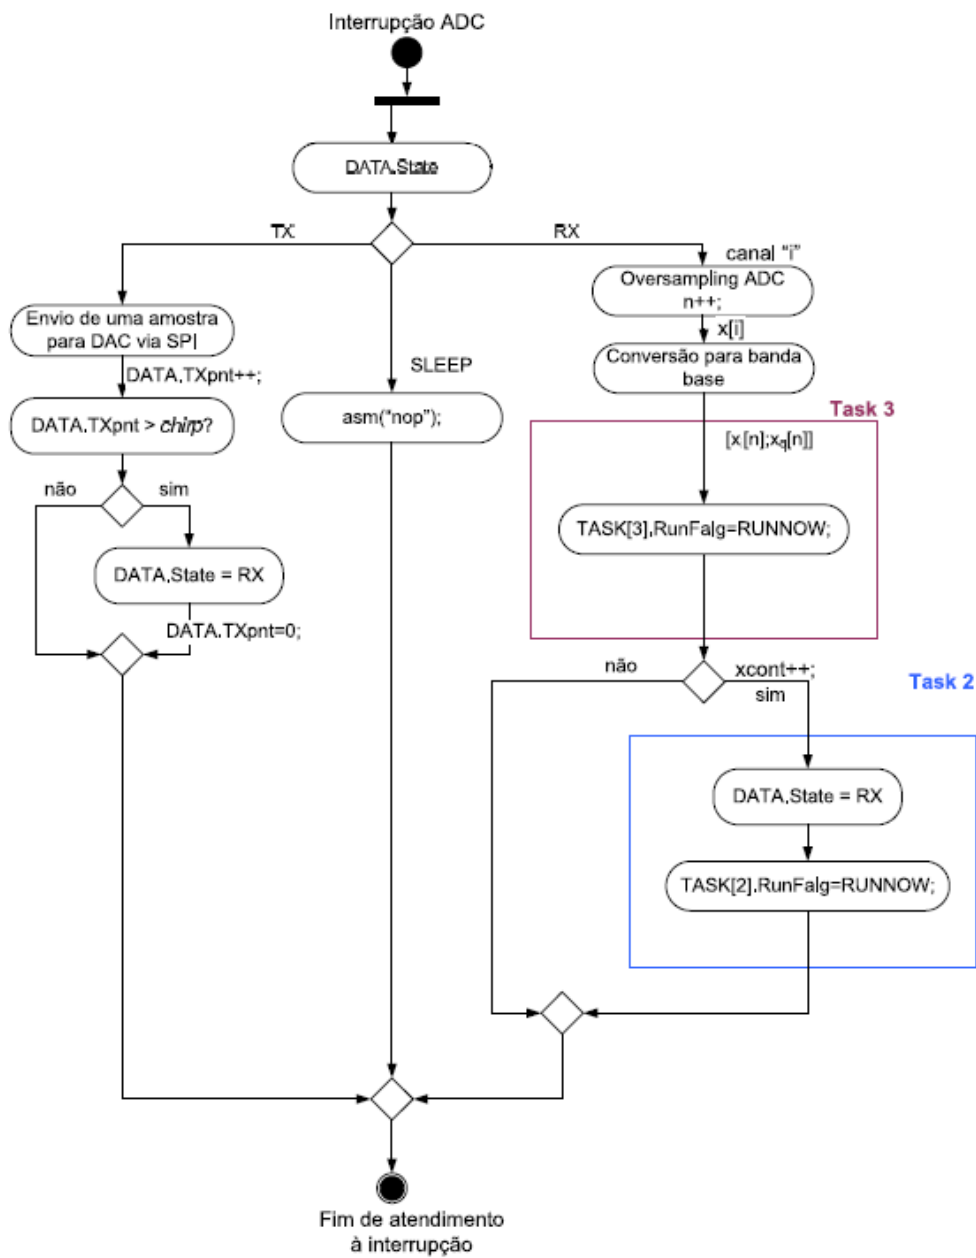 Interrupção ADC
DATA.State
TX
RX
canal "i"
Oversampling ADC
n++;
x[i]
Envio de uma amostra
para DAC via SPI
DATA.TXpnt++;
SLEEP
Conversão para banda
base
DATA.TXpnt > chirp?
asm("nop");
Task 3
[x[n];xq[n]]
não
sim
TASK[3].RunFalg=RUNNOW;
DATA.State = RX
DATA.TXpnt=0;
não
xcont++;
sim
Task 2
DATA.State = RX
TASK[2].RunFalg=RUNNOW;
Fim de atendimento
à interrupção